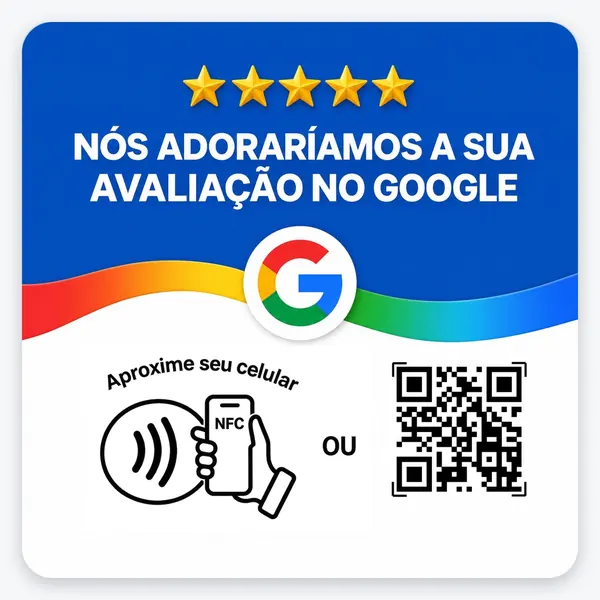 NÓS ADORARÍAMOS A SUA
AVALIAÇÃO NO GOOGLE
G
Aproxime seu celular
NFC
OU